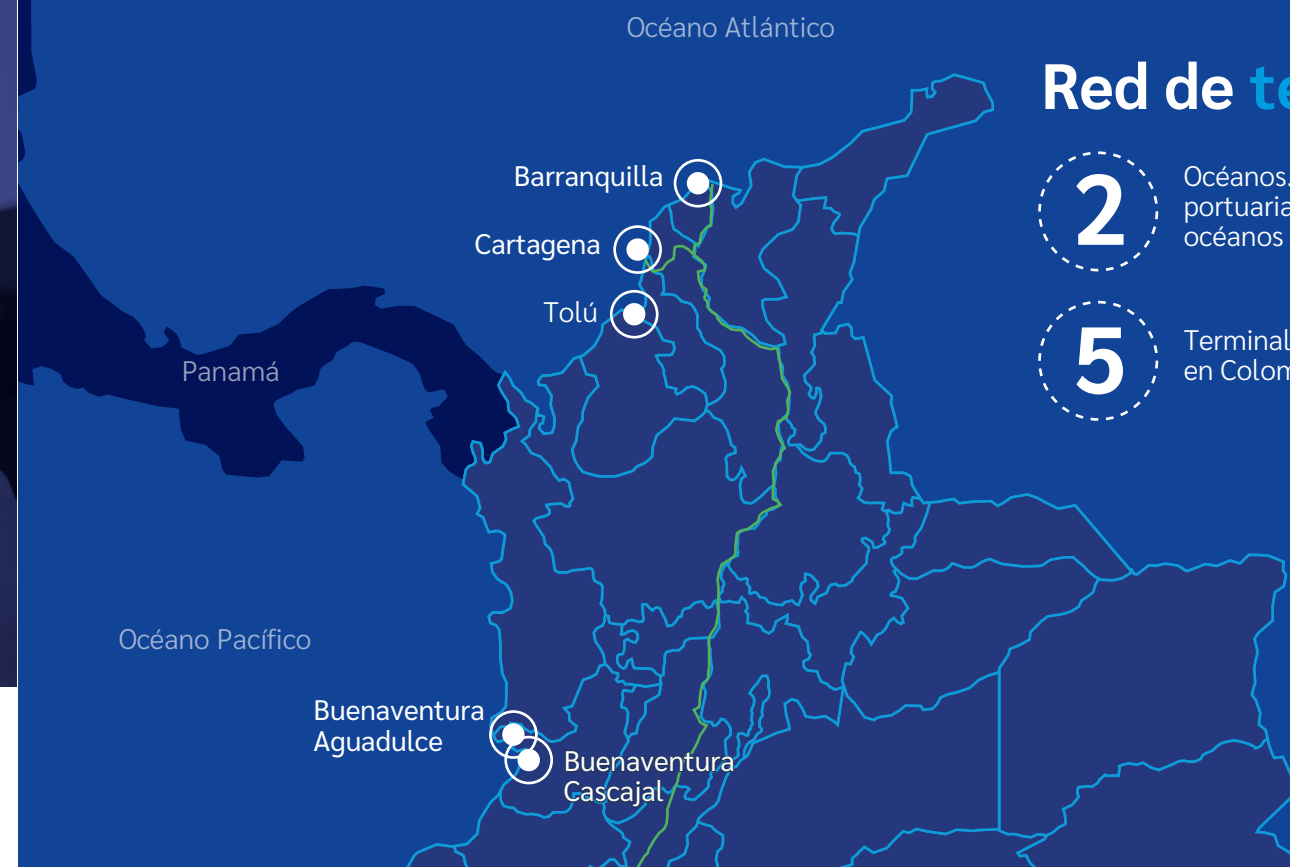 Océano Atlántico
Red de
2
Océanos.
portuaria
océanos
5
Terminal
en Colom
Barranquilla
Cartagena
Tolú
Panamá
Océano Pacífico
Buenaventura
Aguadulce
Buenaventura
Cascajal